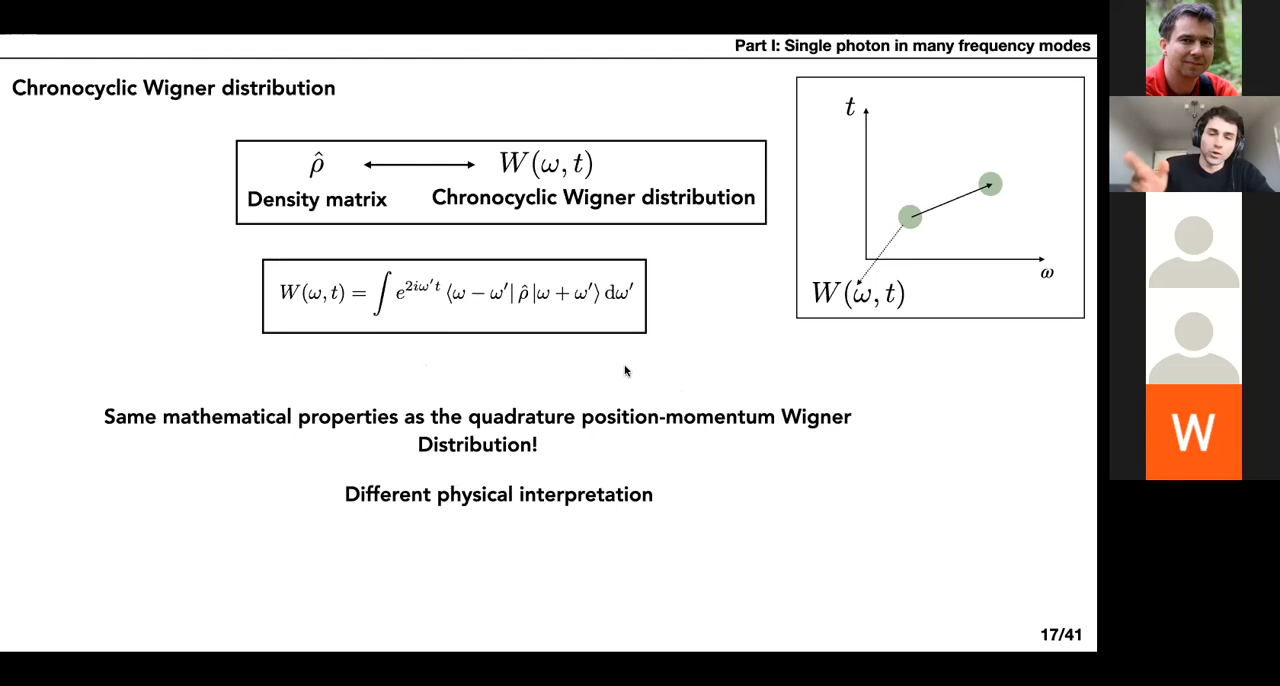 Part I: Single photon in many frequency modes
Chronocyclic Wigner distribution
ρ̂ ⟷ W(ω, t)
Density matrix Chronocyclic Wigner distribution
W(ω, t) = ∫ e^{2iω′t} ⟨ω − ω′| ρ̂ |ω + ω′⟩ dω′
t
ω
W(ω, t)
Same mathematical properties as the quadrature position-momentum Wigner
Distribution!
Different physical interpretation
17/41
W